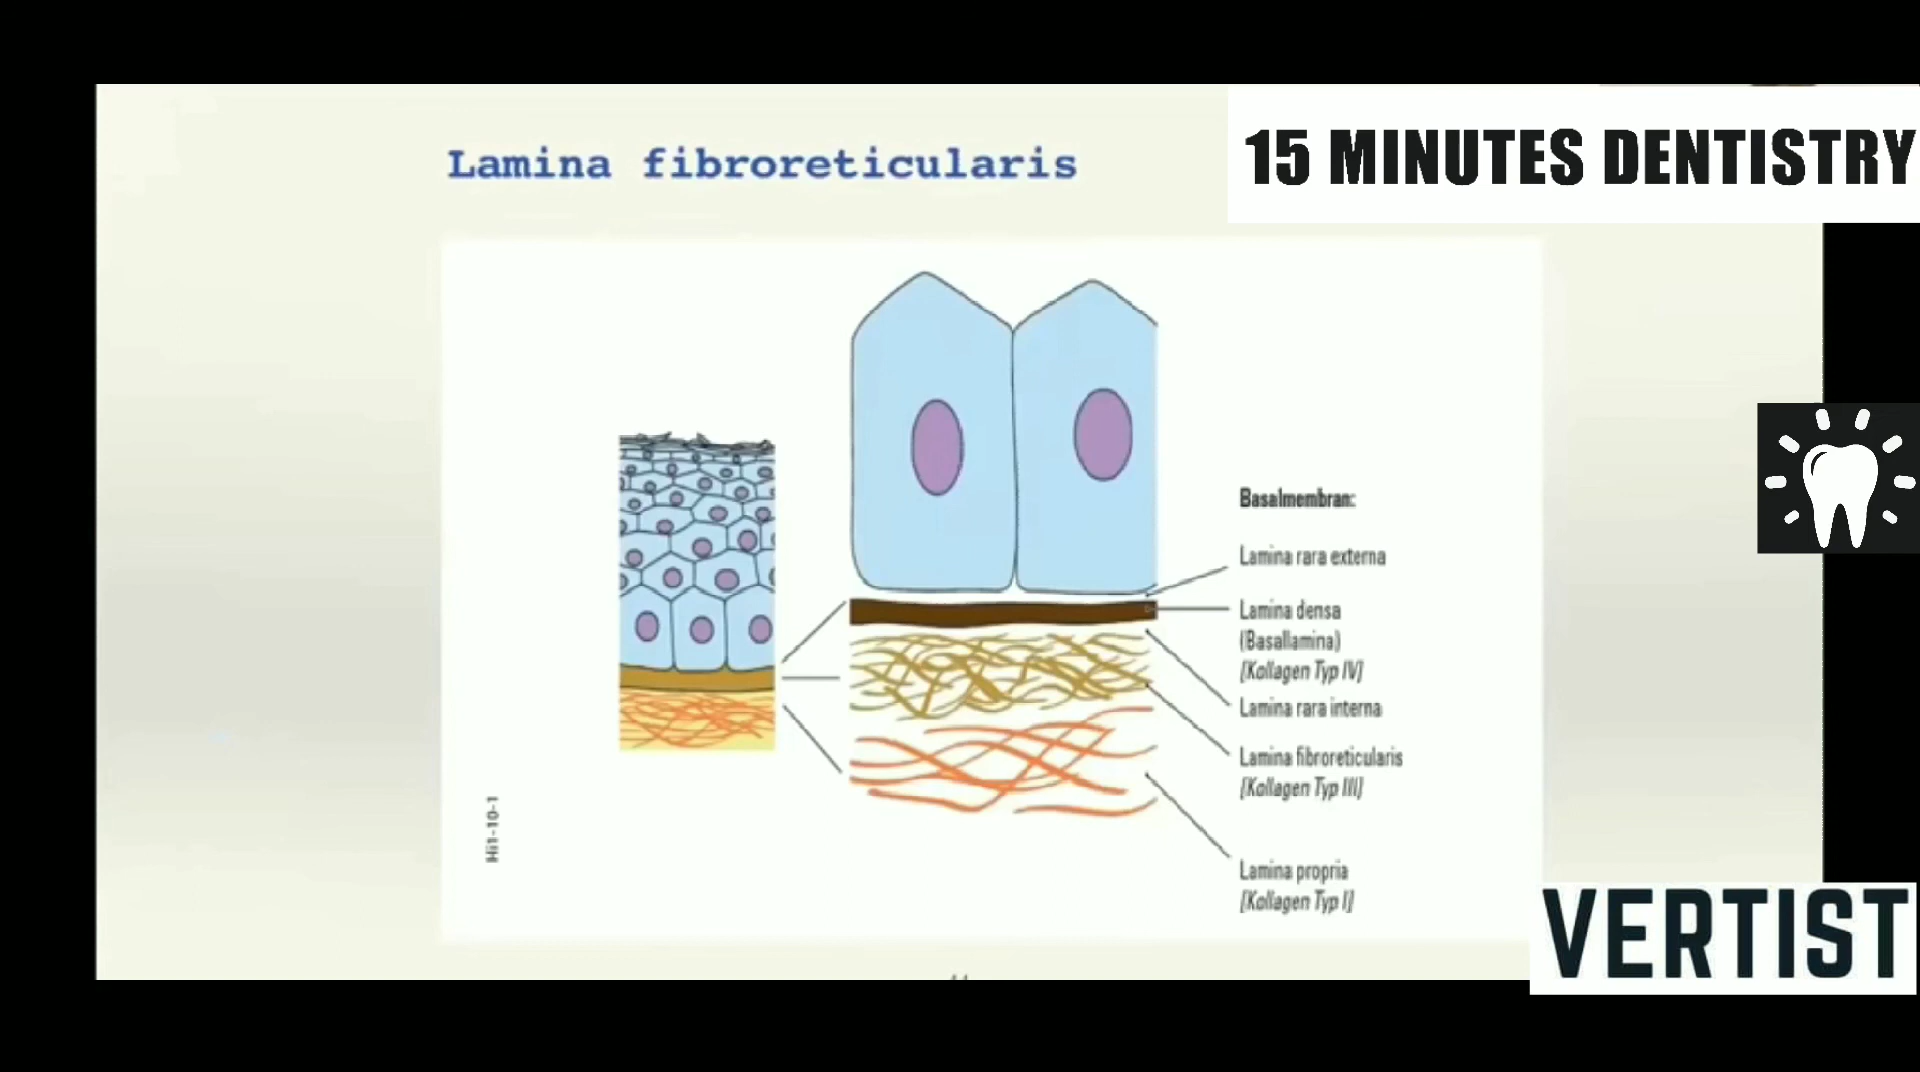 Lamina fibroreticularis
15 MINUTES DENTISTRY
Basalmembran:
Lamina rara externa
Lamina densa
(Basallamina)
[Kollagen Typ IV]
Lamina rara interna
Lamina fibroreticularis
[Kollagen Typ III]
Lamina propria
[Kollagen Typ I]
Hi1-10-1
VERTIST